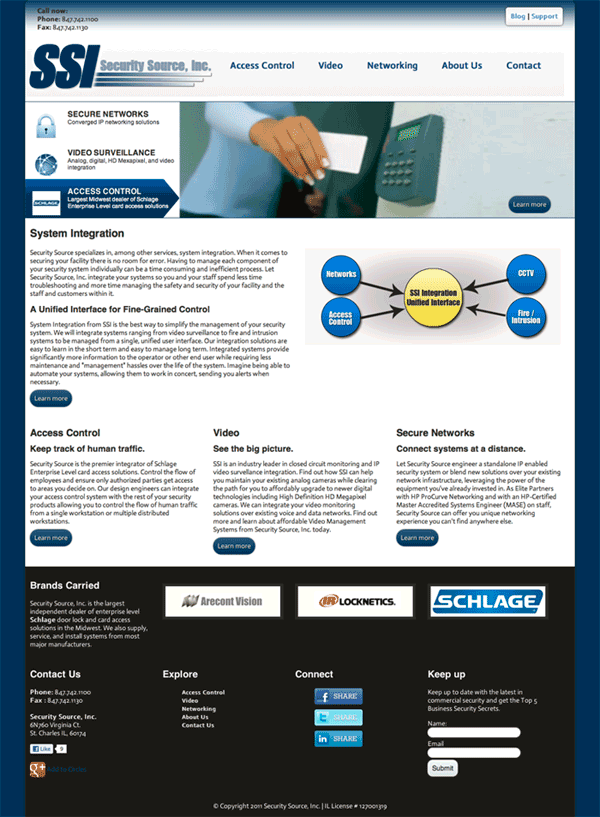 Call now:
Phone: 847.742.1100
Fax: 847.742.1130
Blog | Support
SSI Security Source, Inc.
Access Control Video Networking About Us Contact
SECURE NETWORKS
Converged IP networking solutions
VIDEO SURVEILLANCE
Analog, digital, HD Mexapixel, and video
integration
SCHLAGE
ACCESS CONTROL
Largest Midwest dealer of Schlage
Enterprise Level card access solutions
Learn more
System Integration
Security Source specializes in, among other services, system integration. When it comes to
securing your facility there is no room for error. Having to manage each component of
your security system individually can be a time consuming and inefficient process. Let
Security Source, Inc. integrate your systems so you and your staff spend less time
troubleshooting and more time managing the safety and security of your facility and the
staff and customers within it.
Networks
CCTV
SSI Integration
Unified Interface
Access
Control
Fire /
Intrusion
A Unified Interface for Fine-Grained Control
System Integration from SSI is the best way to simplify the management of your security
system. We will integrate systems ranging from video surveillance to fire and intrusion
systems to be managed from a single, unified user interface. Our integration solutions are
easy to learn in the short term and easy to manage long term. Integrated systems provide
significantly more information to the operator or other end user while requiring less
maintenance and "management" hassles over the life of the system. Imagine being able to
automate your systems, allowing them to work in concert, sending you alerts when
necessary.
Learn more
Access Control
Keep track of human traffic.
Security Source is the premier integrator of Schlage
Enterprise Level card access solutions. Control the flow of
employees and ensure only authorized parties get access
to areas you decide on. Our design engineers can integrate
your access control system with the rest of your security
products allowing you to control the flow of human traffic
from a single workstation or multiple distributed
workstations.
Learn more
Video
See the big picture.
SSI is an industry leader in closed circuit monitoring and IP
video surveilance integration. Find out how SSI can help
you maintain your existing analog cameras while clearing
the path for you to affordably upgrade to newer digital
technologies including High Definition HD Megapixel
cameras. We can integrate your video monitoring
solutions over existing voice and data networks. Find out
more and learn about affordable Video Management
Systems from Security Source, Inc. today.
Learn more
Secure Networks
Connect systems at a distance.
Let Security Source engineer a standalone IP enabled
security system or blend new solutions over your existing
network infrastructure, leveraging the power of the
equipment you've already invested in. As Elite Partners
with HP ProCurve Networking and with an HP-Certified
Master Accredited Systems Engineer (MASE) on staff,
Security Source can offer you unique networking
experience you can't find anywhere else.
Learn more
Brands Carried
Security Source, Inc. is the largest
independent dealer of enterprise level
Schlage door lock and card access
solutions in the Midwest. We also supply,
service, and install systems from most
major manufacturers.
Arecont Vision
IR LOCKNETICS.
SCHLAGE
Contact Us
Phone: 847.742.1100
Fax : 847.742.1130
Security Source, Inc.
6N760 Virginia Ct.
St. Charles IL, 60174
Like 9
g+ Add to Circles
Explore
Access Control
Video
Networking
About Us
Contact Us
Connect
f SHARE
t SHARE
in SHARE
Keep up
Keep up to date with the latest in
commercial security and get the Top 5
Business Security Secrets.
Name:
Email
Submit
© Copyright 2011 Security Source, Inc. | IL License # 127001319